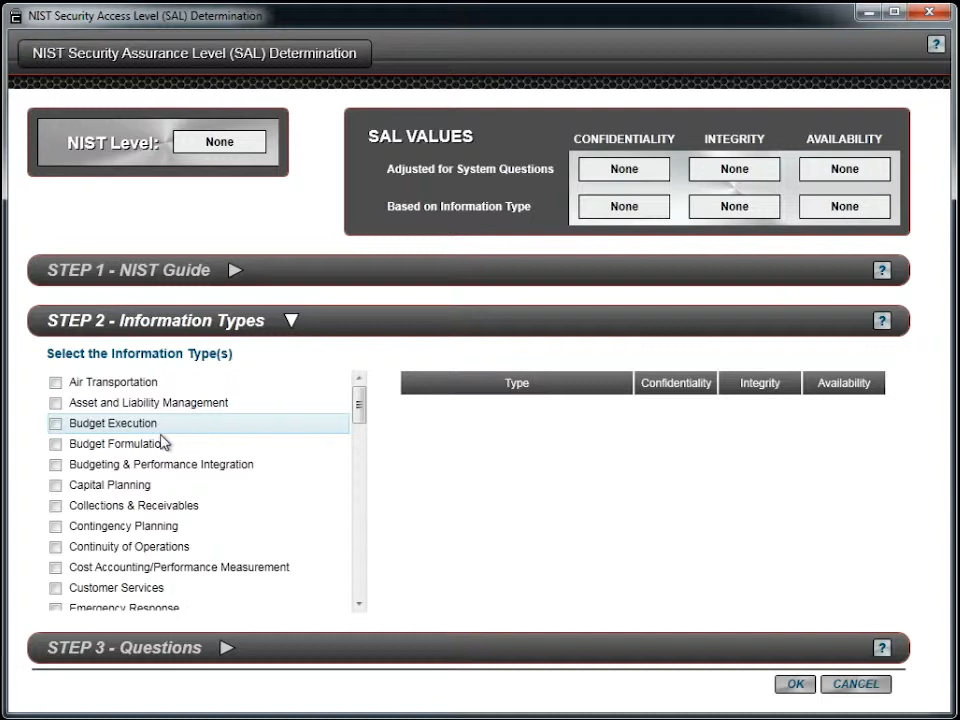 NIST Security Access Level (SAL) Determination
NIST Security Assurance Level (SAL) Determination
?
NIST Level: None
SAL VALUES CONFIDENTIALITY INTEGRITY AVAILABILITY
Adjusted for System Questions None None None
Based on Information Type None None None
STEP 1 - NIST Guide ?
STEP 2 - Information Types ?
Select the Information Type(s)
Type Confidentiality Integrity Availability
Air Transportation
Asset and Liability Management
Budget Execution
Budget Formulation
Budgeting & Performance Integration
Capital Planning
Collections & Receivables
Contingency Planning
Continuity of Operations
Cost Accounting/Performance Measurement
Customer Services
Emergency Response
STEP 3 - Questions ?
OK CANCEL